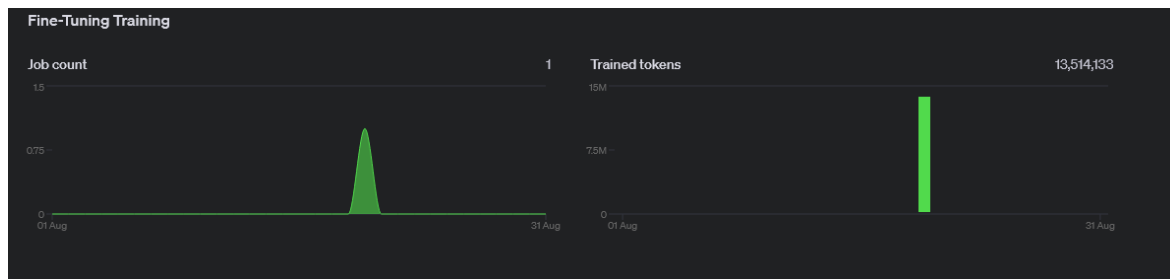 Fine-Tuning Training
Job count 1
1.5
0.75
0
01 Aug 31 Aug
Trained tokens 13,514,133
15M
7.5M
0
01 Aug 31 Aug